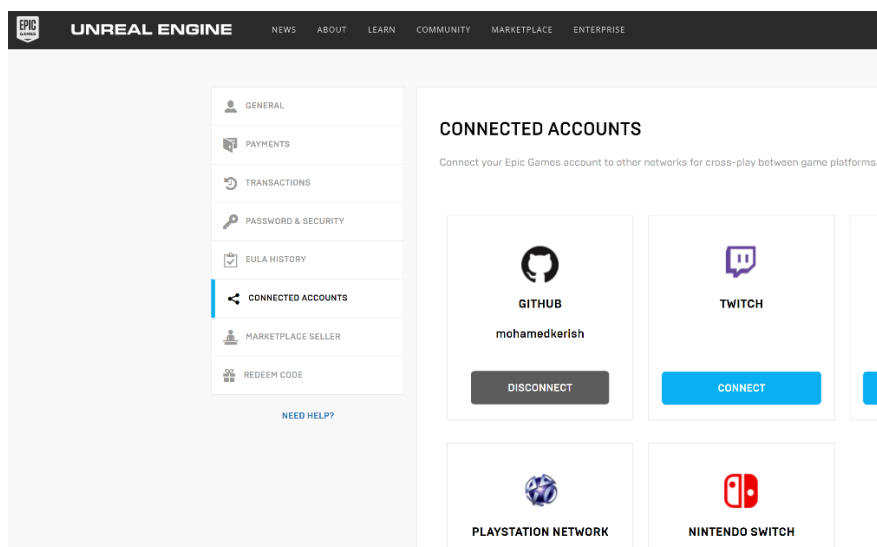 EPIC
GAMES
UNREAL ENGINE
NEWS
ABOUT
LEARN
COMMUNITY
MARKETPLACE
ENTERPRISE
GENERAL
PAYMENTS
TRANSACTIONS
PASSWORD & SECURITY
EULA HISTORY
CONNECTED ACCOUNTS
MARKETPLACE SELLER
REDEEM CODE
NEED HELP?
CONNECTED ACCOUNTS
Connect your Epic Games account to other networks for cross-play between game platforms.
GITHUB
mohamedkerish
DISCONNECT
TWITCH
CONNECT
PLAYSTATION NETWORK
NINTENDO SWITCH